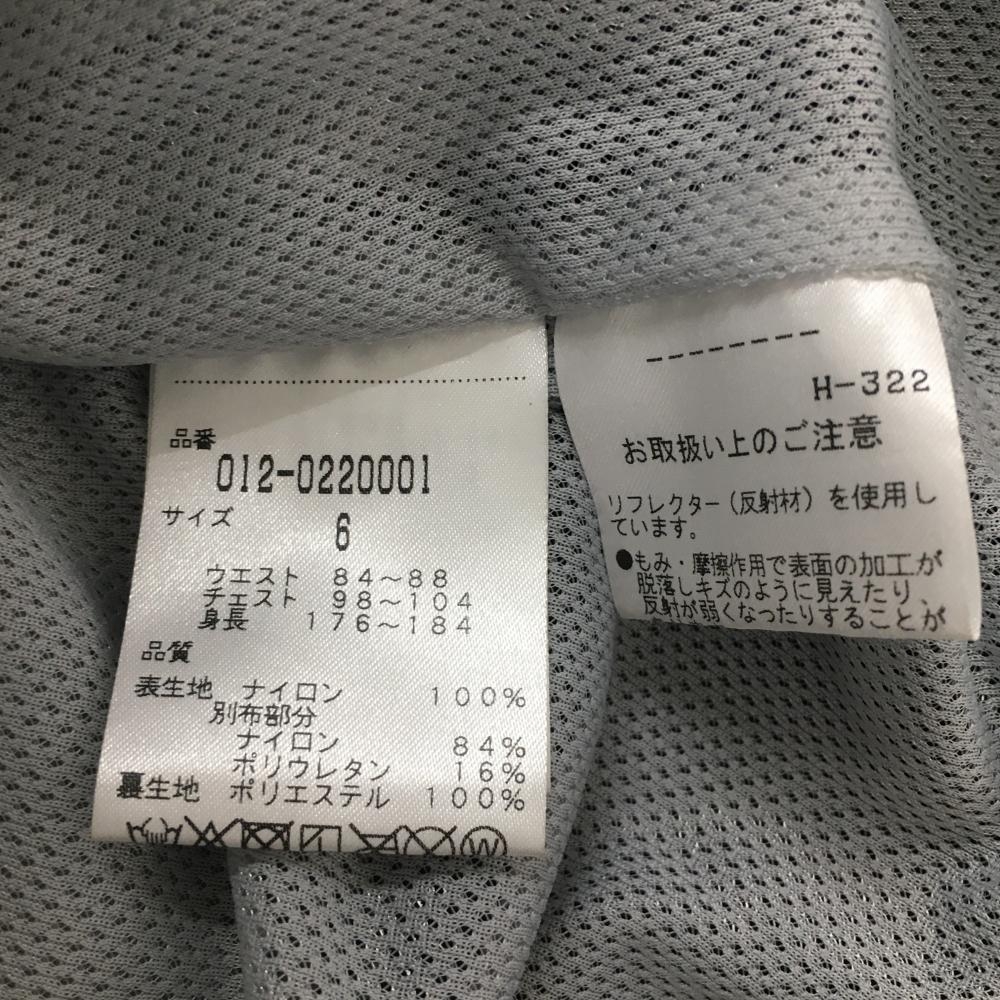 品番
012-0220001
サイズ 6
ウエスト 84～88
チェスト 98～104
身長 176～184
品質
表生地 ナイロン 100%
別布部分
ナイロン 84%
ポリウレタン 16%
裏生地 ポリエステル 100%
H-322
お取扱い上のご注意
リフレクター（反射材）を使用し
ています。
●もみ・摩擦作用で表面の加工が
脱落しキズのように見えたり、
反射が弱くなったりすることが